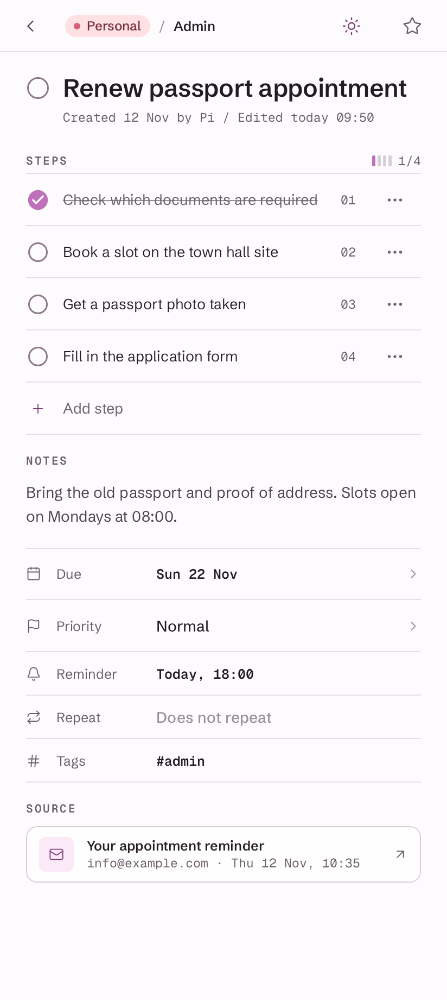 Personal / Admin
Renew passport appointment
Created 12 Nov by Pi / Edited today 09:50
STEPS 1/4
Check which documents are required 01
Book a slot on the town hall site 02
Get a passport photo taken 03
Fill in the application form 04
+ Add step
NOTES
Bring the old passport and proof of address. Slots open
on Mondays at 08:00.
Due Sun 22 Nov
Priority Normal
Reminder Today, 18:00
Repeat Does not repeat
Tags #admin
SOURCE
Your appointment reminder
info@example.com · Thu 12 Nov, 10:35